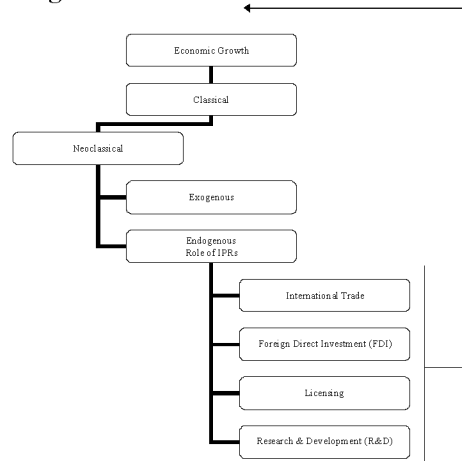 Economic Growth
Classical
Neoclassical
Exogenous
Endogenous
Role of IPRs
International Trade
Foreign Direct Investment (FDI)
Licensing
Research & Development (R&D)